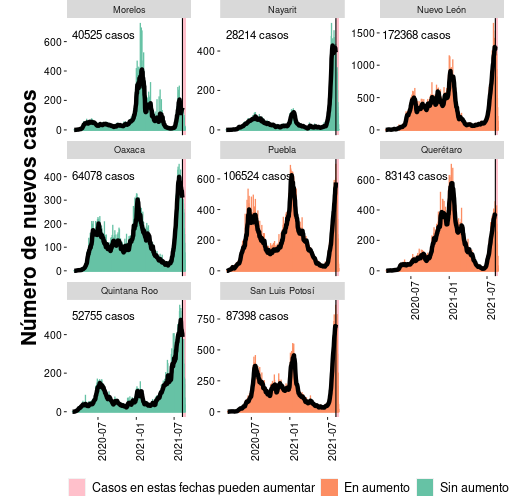 Número de nuevos casos
Morelos
40525 casos
600
400
200
0
Nayarit
28214 casos
400
200
0
Nuevo León
172368 casos
1500
1000
500
0
Oaxaca
64078 casos
400
300
200
100
0
Puebla
106524 casos
600
400
200
0
Querétaro
83143 casos
600
400
200
0
2020-07
2021-01
2021-07
Quintana Roo
52755 casos
400
200
0
2020-07
2021-01
2021-07
San Luis Potosí
87398 casos
750
500
250
0
2020-07
2021-01
2021-07
Casos en estas fechas pueden aumentar
En aumento
Sin aumento